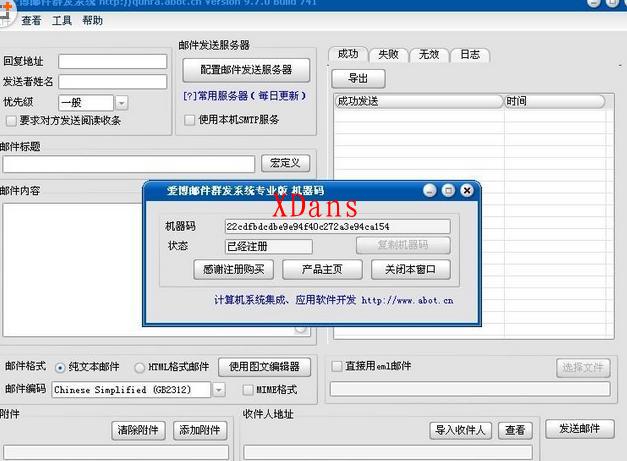 爱博邮件群发系统 http://qunfa.abot.cn Version 9.7.0 Build 741
件 查看 工具 帮助
回复地址
发送者姓名
优先级 一般
要求对方发送阅读收条
邮件发送服务器
配置邮件发送服务器
[?]常用服务器(每日更新)
使用本机SMTP服务
成功 失败 无效 日志
导出
成功发送 时间
邮件标题
宏定义
邮件内容
爱博邮件群发系统专业版 机器码
XDans
机器码 22cdfbdcdbe9e94f40c272a3e94ca154
状态 已经注册 复制机器码
感谢注册购买 产品主页 关闭本窗口
计算机系统集成、应用软件开发 http://www.abot.cn
邮件格式 纯文本邮件 HTML格式邮件 使用图文编辑器
邮件编码 Chinese Simplified (GB2312) MIME格式
直接用eml邮件 选择文件
附件
清除附件 添加附件
收件人地址
导入收件人 查看 发送邮件